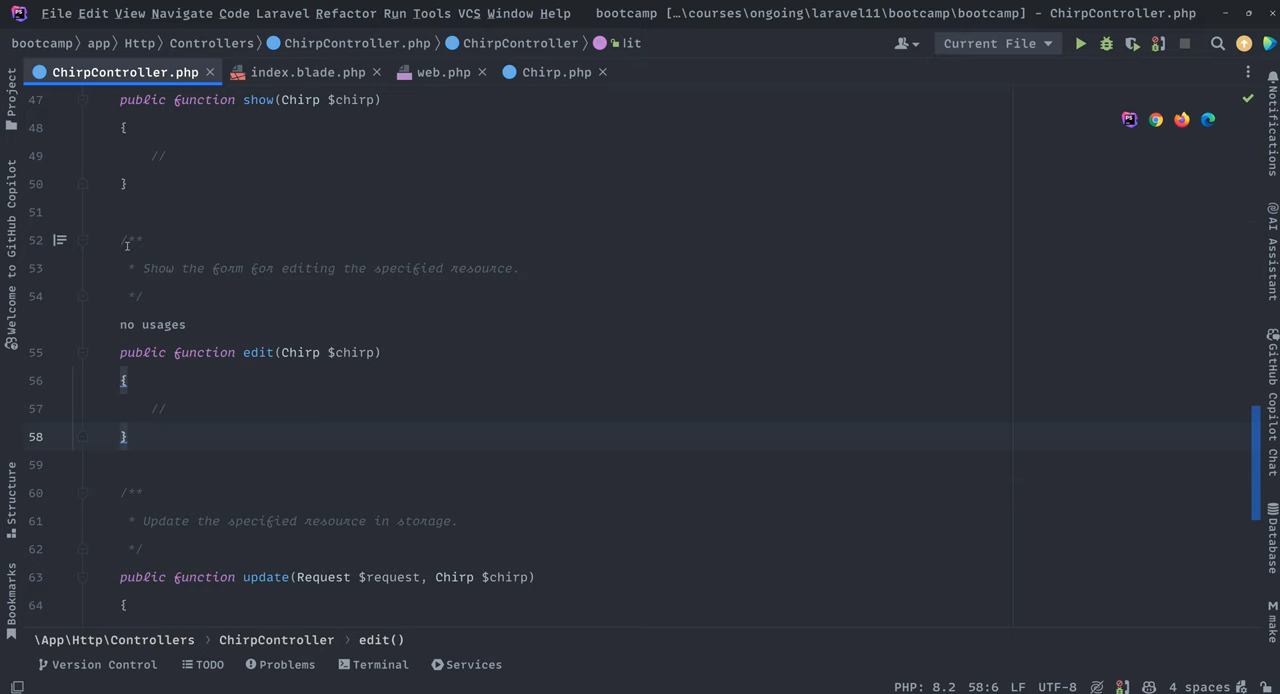 File Edit View Navigate Code Laravel Refactor Run Tools VCS Window Help bootcamp […\courses\ongoing\laravel11\bootcamp\bootcamp] - ChirpController.php
bootcamp 〉 app 〉 Http 〉 Controllers 〉 ChirpController.php 〉 ChirpController 〉 edit
Current File
ChirpController.php × index.blade.php × web.php × Chirp.php ×
47 public function show(Chirp $chirp)
48 {
49 //
50 }
51
52 /**
53 * Show the form for editing the specified resource.
54 */
no usages
55 public function edit(Chirp $chirp)
56 {
57 //
58 }
59
60 /**
61 * Update the specified resource in storage.
62 */
63 public function update(Request $request, Chirp $chirp)
64 {
Project
Welcome to GitHub Copilot
Structure
Bookmarks
Notifications
AI Assistant
GitHub Copilot Chat
Database
M make
\App\Http\Controllers › ChirpController › edit()
Version Control TODO Problems Terminal Services
PHP: 8.2 58:6 LF UTF-8 4 spaces